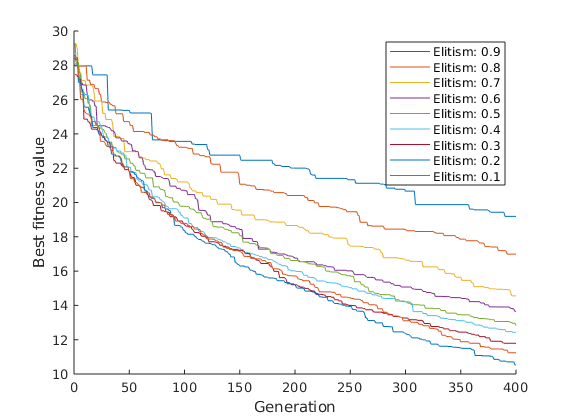 30
28
26
24
22
20
18
16
14
12
10
Best fitness value
0
50
100
150
200
250
300
350
400
Generation
Elitism: 0.9
Elitism: 0.8
Elitism: 0.7
Elitism: 0.6
Elitism: 0.5
Elitism: 0.4
Elitism: 0.3
Elitism: 0.2
Elitism: 0.1